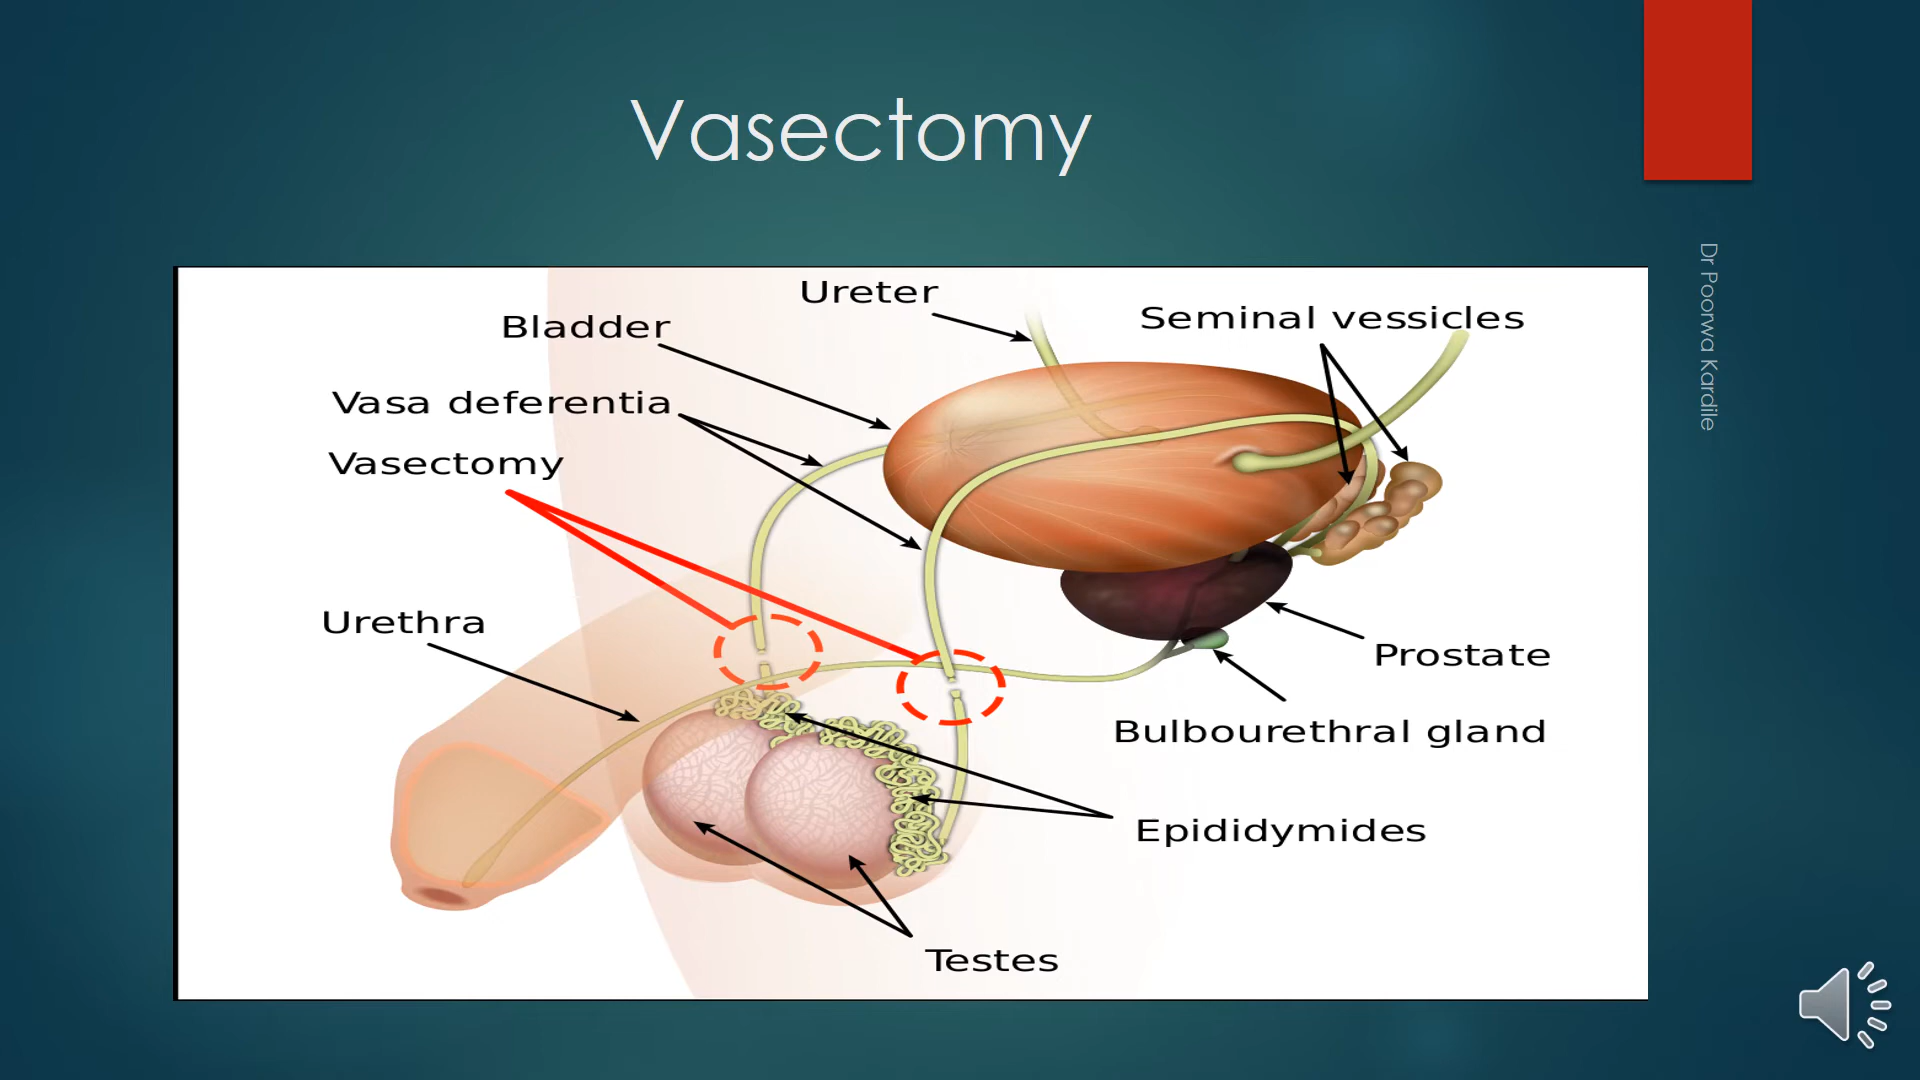 Vasectomy
Dr Poorwa Kardile
Ureter
Seminal vessicles
Bladder
Vasa deferentia
Vasectomy
Urethra
Prostate
Bulbourethral gland
Epididymides
Testes